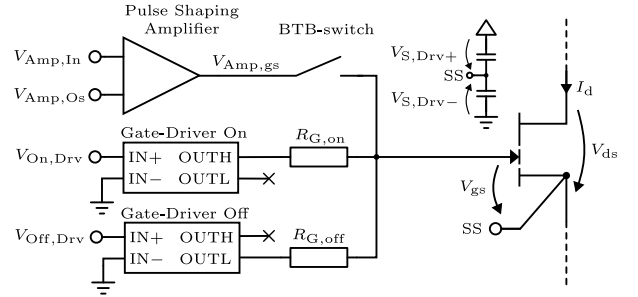 Pulse Shaping
Amplifier
BTB-switch
V_Amp,In
V_Amp,Os
V_Amp,gs
V_S,Drv+
SS
V_S,Drv−
I_d
V_ds
Gate-Driver On
V_On,Drv
IN+ OUTH
IN− OUTL
R_G,on
V_gs
SS
Gate-Driver Off
V_Off,Drv
IN+ OUTH
IN− OUTL
R_G,off